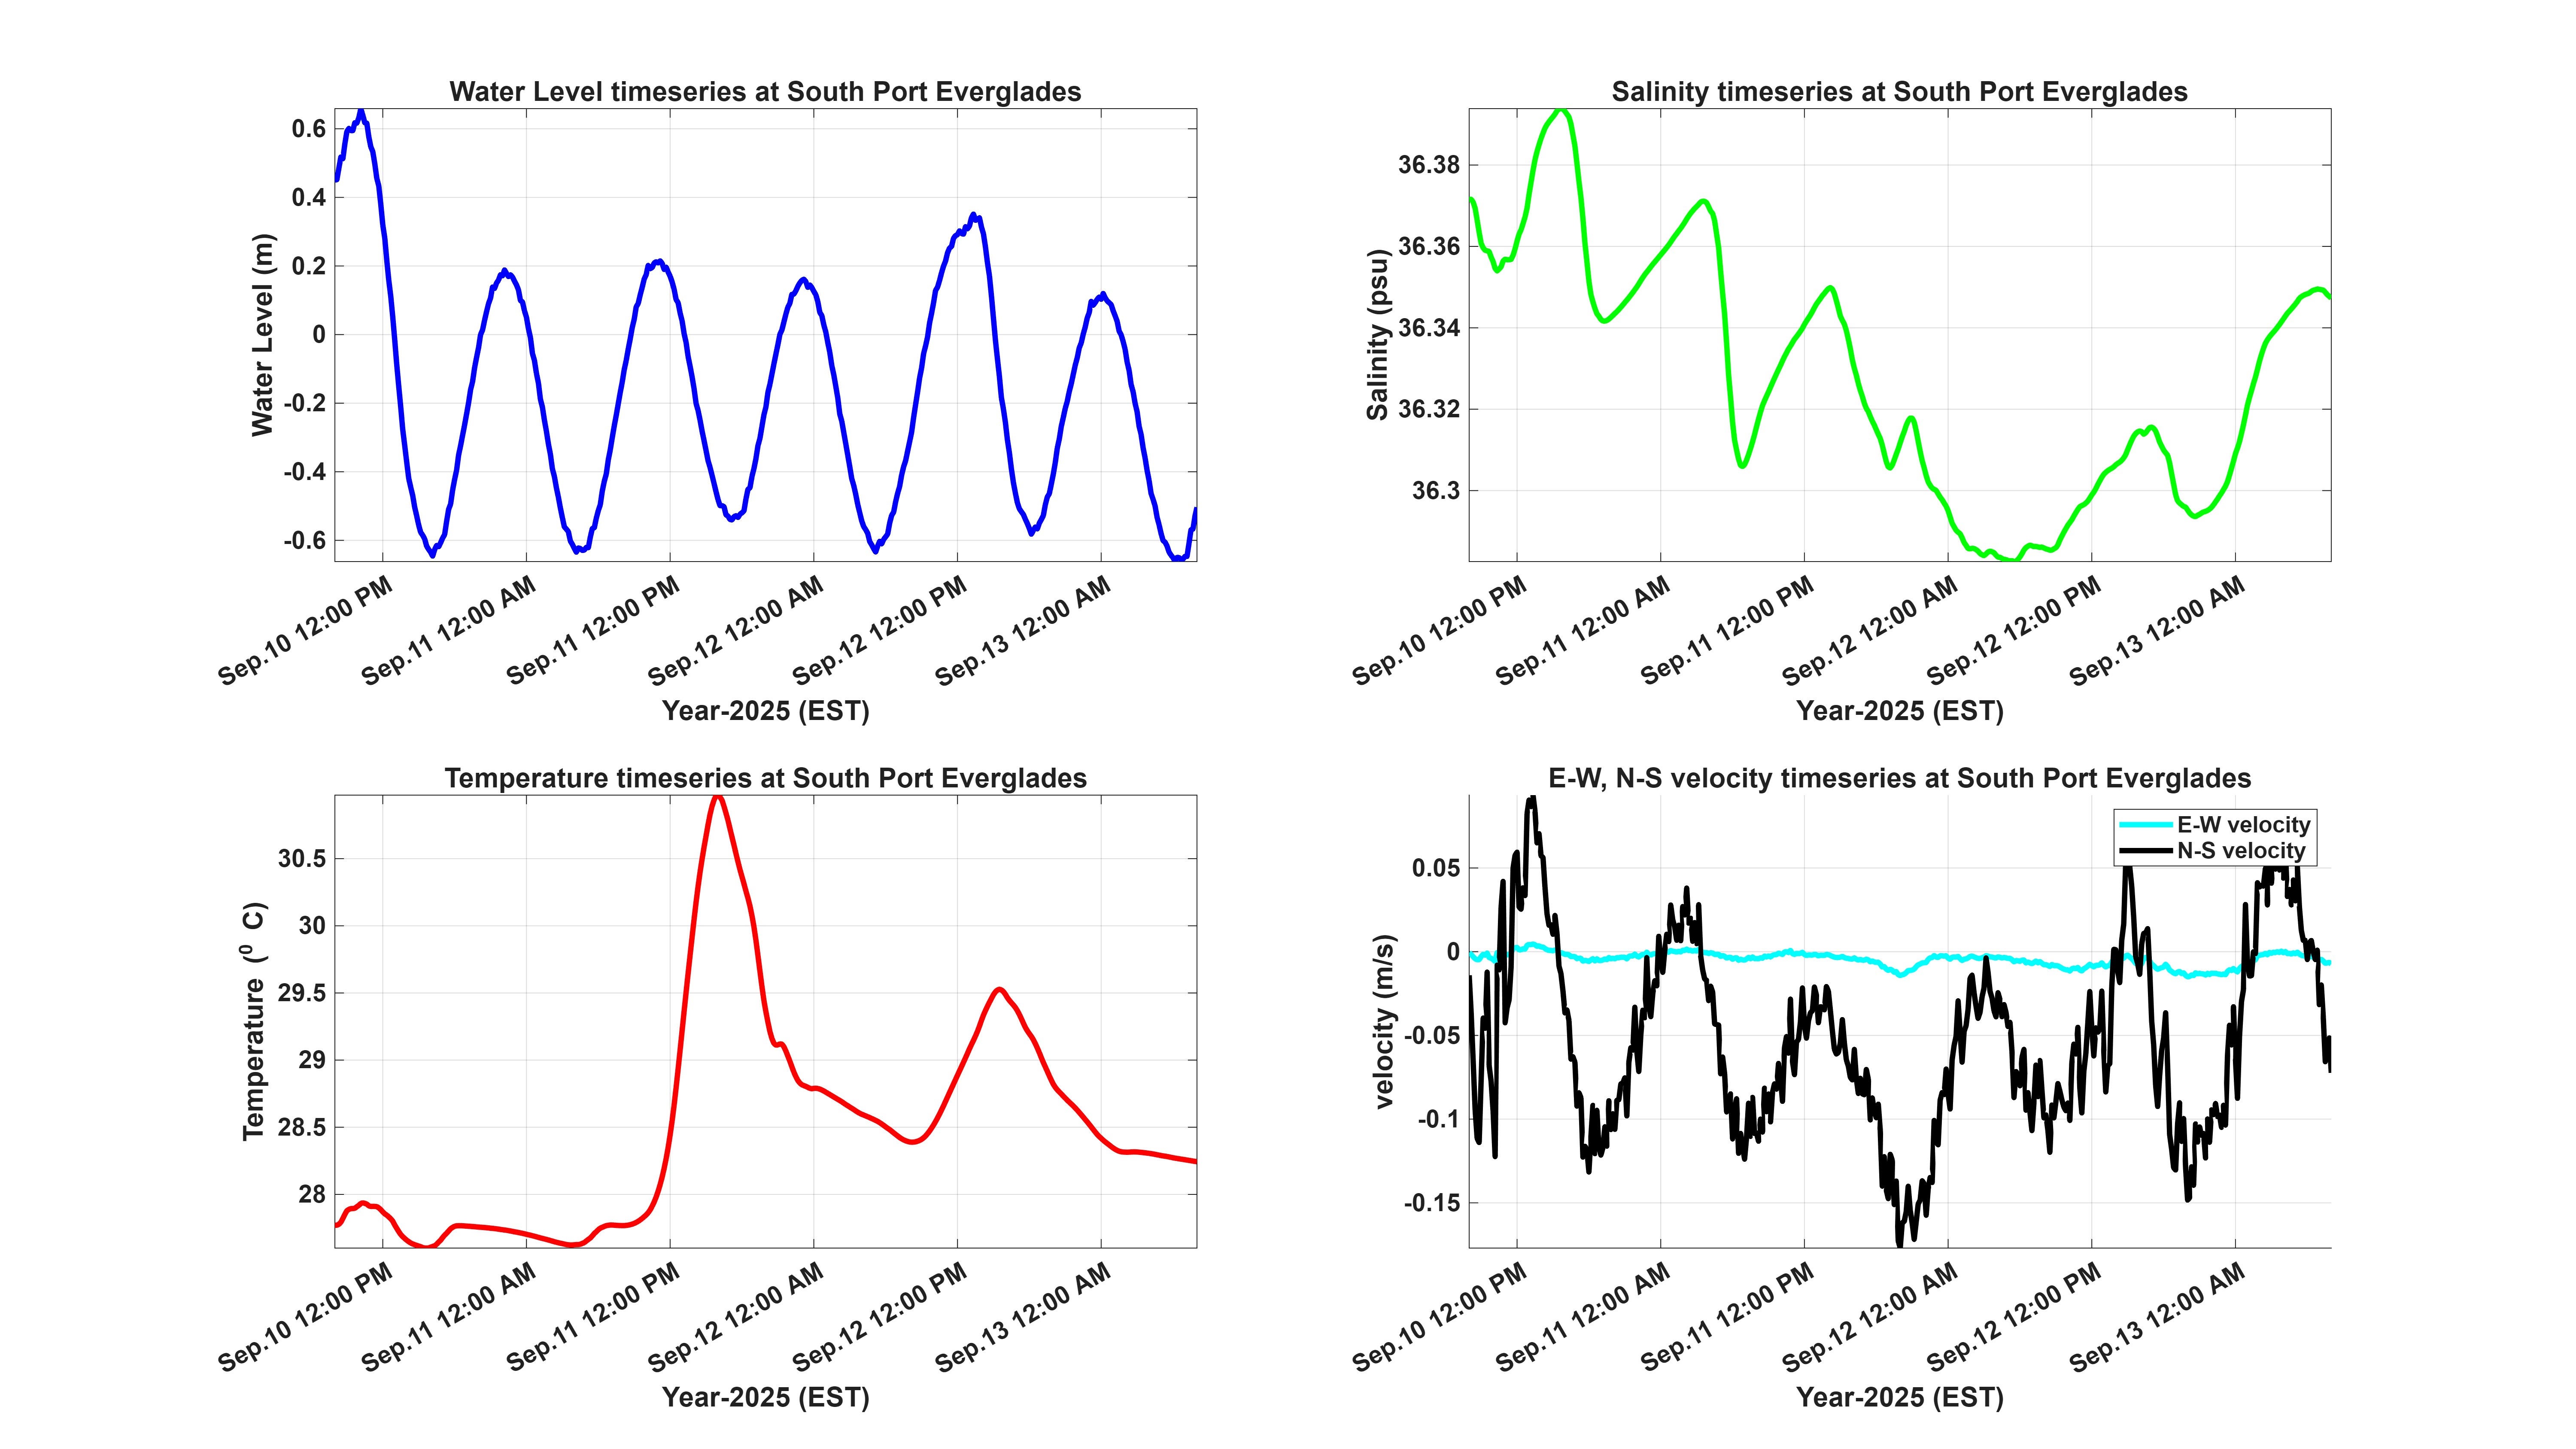 Water Level timeseries at South Port Everglades
Water Level (m)
0.6
0.4
0.2
0
-0.2
-0.4
-0.6
Sep.10 12:00 PM
Sep.11 12:00 AM
Sep.11 12:00 PM
Sep.12 12:00 AM
Sep.12 12:00 PM
Sep.13 12:00 AM
Year-2025 (EST)
Salinity timeseries at South Port Everglades
Salinity (psu)
36.38
36.36
36.34
36.32
36.3
Sep.10 12:00 PM
Sep.11 12:00 AM
Sep.11 12:00 PM
Sep.12 12:00 AM
Sep.12 12:00 PM
Sep.13 12:00 AM
Year-2025 (EST)
Temperature timeseries at South Port Everglades
Temperature (⁰ C)
30.5
30
29.5
29
28.5
28
Sep.10 12:00 PM
Sep.11 12:00 AM
Sep.11 12:00 PM
Sep.12 12:00 AM
Sep.12 12:00 PM
Sep.13 12:00 AM
Year-2025 (EST)
E-W, N-S velocity timeseries at South Port Everglades
E-W velocity
N-S velocity
velocity (m/s)
0.05
0
-0.05
-0.1
-0.15
Sep.10 12:00 PM
Sep.11 12:00 AM
Sep.11 12:00 PM
Sep.12 12:00 AM
Sep.12 12:00 PM
Sep.13 12:00 AM
Year-2025 (EST)